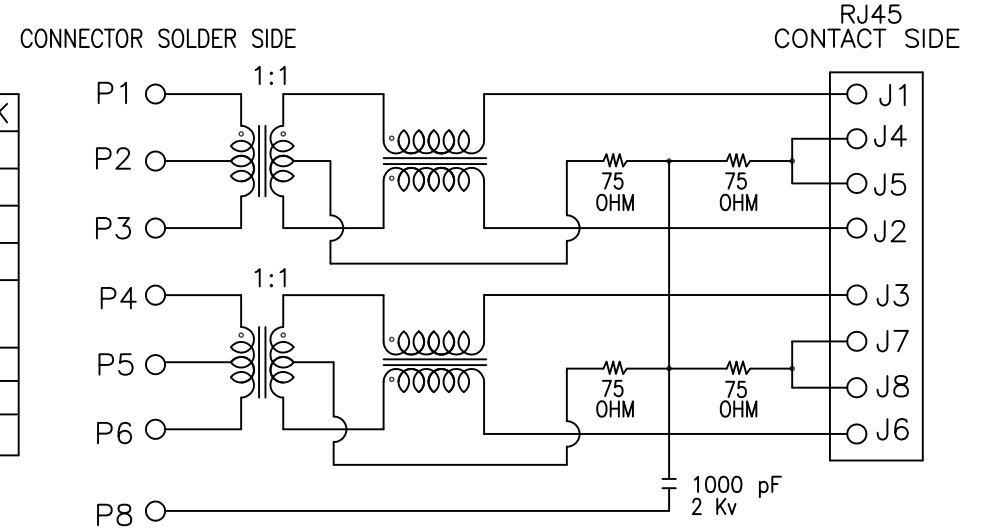 RJ45
CONNECTOR SOLDER SIDE
CONTACT SIDE
1:1
P1
J1
K
J4
P2
75
OHM
75
OHM
J5
P3
J2
1:1
P4
J3
J7
P5
75
OHM
75
OHM
J8
P6
J6
1000 pF
2 Kv
P8